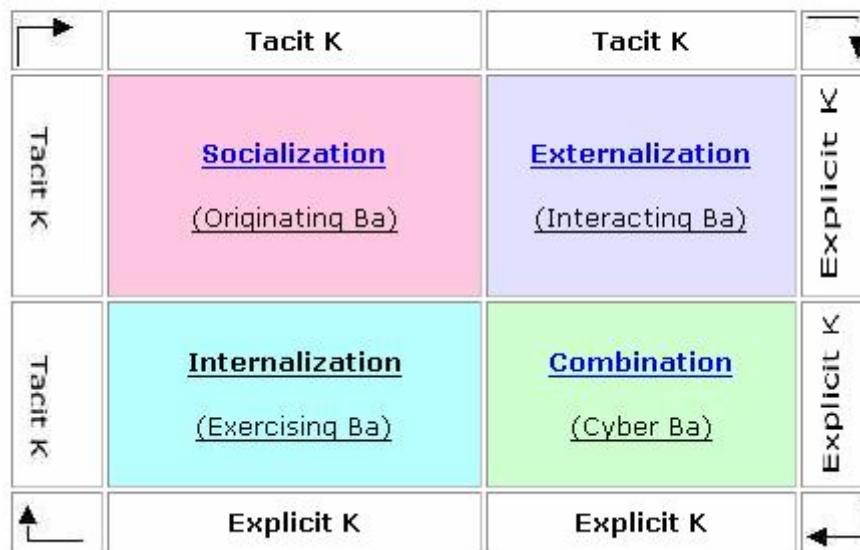 Tacit K
Tacit K
Tacit K
Socialization
(Originating Ba)
Externalization
(Interacting Ba)
Explicit K
Tacit K
Internalization
(Exercising Ba)
Combination
(Cyber Ba)
Explicit K
Explicit K
Explicit K